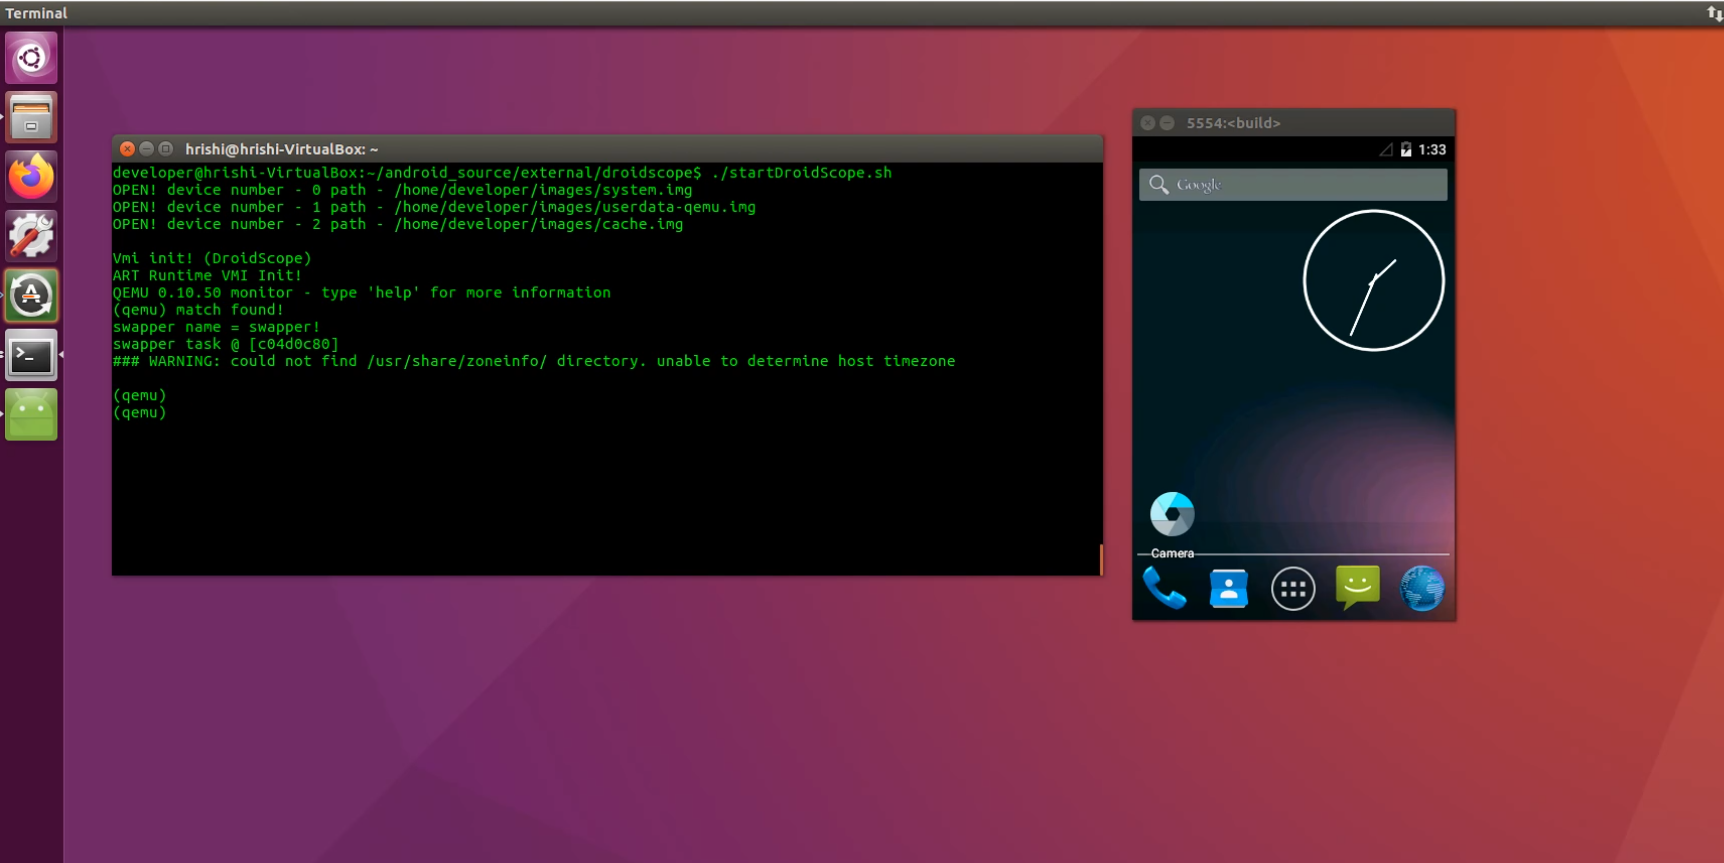 Terminal
hrishi@hrishi-VirtualBox: ~
developer@hrishi-VirtualBox:~/android_source/external/droidscope$ ./startDroidScope.sh
OPEN! device number - 0 path - /home/developer/images/system.img
OPEN! device number - 1 path - /home/developer/images/userdata-qemu.img
OPEN! device number - 2 path - /home/developer/images/cache.img
Vmi init! (DroidScope)
ART Runtime VMI Init!
QEMU 0.10.50 monitor - type 'help' for more information
(qemu) match found!
swapper name = swapper!
swapper task @ [c04d0c80]
### WARNING: could not find /usr/share/zoneinfo/ directory. unable to determine host timezone
(qemu)
(qemu)
5554:<build>
1:33
Google
Camera